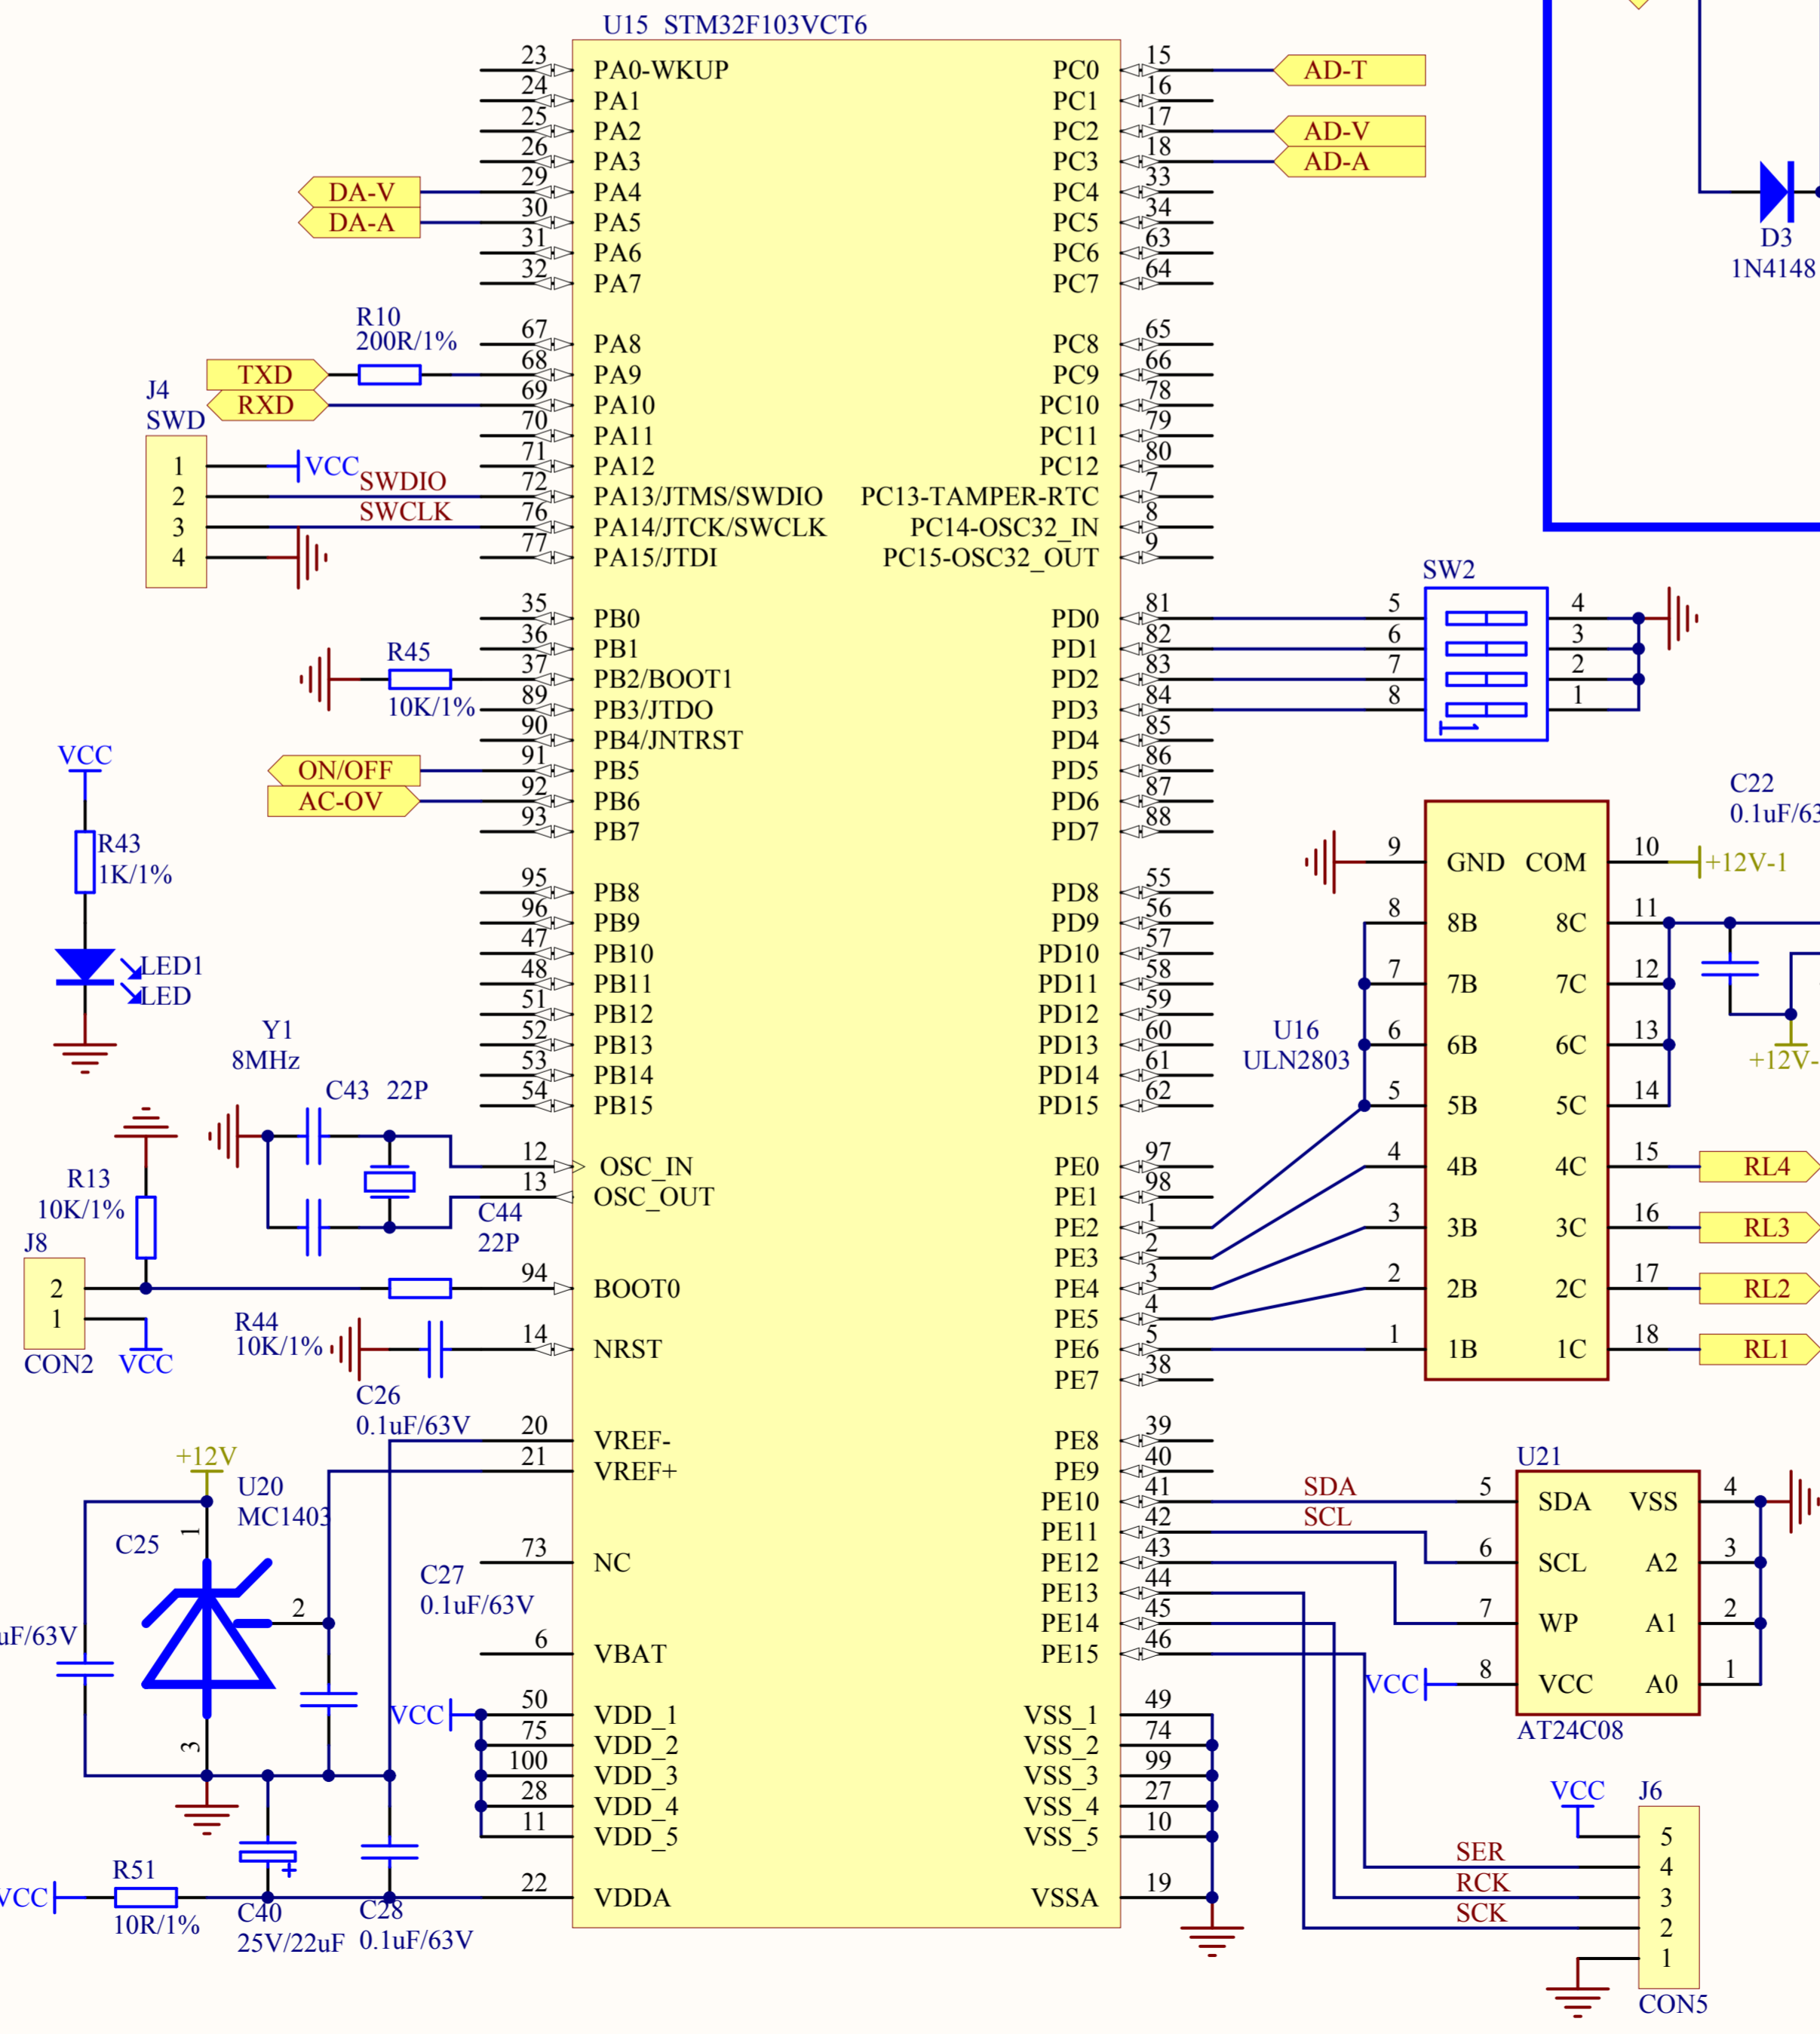 U15 STM32F103VCT6
23 PA0-WKUP PC0 15 AD-T
24 PA1 PC1 16
25 PA2 PC2 17 AD-V
26 PA3 PC3 18 AD-A
DA-V 29 PA4 PC4 33
DA-A 30 PA5 PC5 34
31 PA6 PC6 63
32 PA7 PC7 64
D3
1N4148
R10
200R/1%
67 PA8 PC8 65
TXD 68 PA9 PC9 66
RXD 69 PA10 PC10 78
J4
SWD
70 PA11 PC11 79
1 VCC 71 PA12 PC12 80
2 SWDIO 72 PA13/JTMS/SWDIO PC13-TAMPER-RTC 7
3 SWCLK 76 PA14/JTCK/SWCLK PC14-OSC32_IN 8
4 77 PA15/JTDI PC15-OSC32_OUT 9
SW2
35 PB0 PD0 81 5 4
36 PB1 PD1 82 6 3
R45
10K/1%
37 PB2/BOOT1 PD2 83 7 2
89 PB3/JTDO PD3 84 8 1
1
90 PB4/JNTRST PD4 85
ON/OFF 91 PB5 PD5 86
AC-OV 92 PB6 PD6 87
93 PB7 PD7 88
VCC
R43
1K/1%
LED1
LED
C22
0.1uF/63
9 GND COM 10 +12V-1
95 PB8 PD8 55
96 PB9 PD9 56 8 8B 8C 11
47 PB10 PD10 57
48 PB11 PD11 58 7 7B 7C 12
51 PB12 PD12 59
52 PB13 PD13 60 6 6B 6C 13
53 PB14 PD14 61
54 PB15 PD15 62 5 5B 5C 14
U16
ULN2803
+12V-
Y1
8MHz
C43 22P
12 OSC_IN PE0 97 4 4B 4C 15 RL4
13 OSC_OUT PE1 98
C44
22P
PE2 1 3 3B 3C 16 RL3
PE3 2
R13
10K/1%
J8
2 94 BOOT0 PE4 3 2 2B 2C 17 RL2
1 PE5 4
CON2 VCC
R44
10K/1%
14 NRST PE6 5 1 1B 1C 18 RL1
PE7 38
C26
0.1uF/63V
20 VREF- PE8 39
21 VREF+ PE9 40
+12V
U20
MC1403
C25
1
2
3
uF/63V
U21
PE10 41 SDA 5 SDA VSS 4
PE11 42 SCL 6 SCL A2 3
73 NC PE12 43 7 WP A1 2
PE13 44
PE14 45
C27
0.1uF/63V
6 VBAT PE15 46
VCC 8 VCC A0 1
AT24C08
VCC 50 VDD_1 VSS_1 49
75 VDD_2 VSS_2 74
100 VDD_3 VSS_3 99
28 VDD_4 VSS_4 27
11 VDD_5 VSS_5 10
22 VDDA VSSA 19
VCC R51
10R/1%
+
C40
25V/22uF
C28
0.1uF/63V
VCC J6
5
SER 4
RCK 3
SCK 2
1
CON5